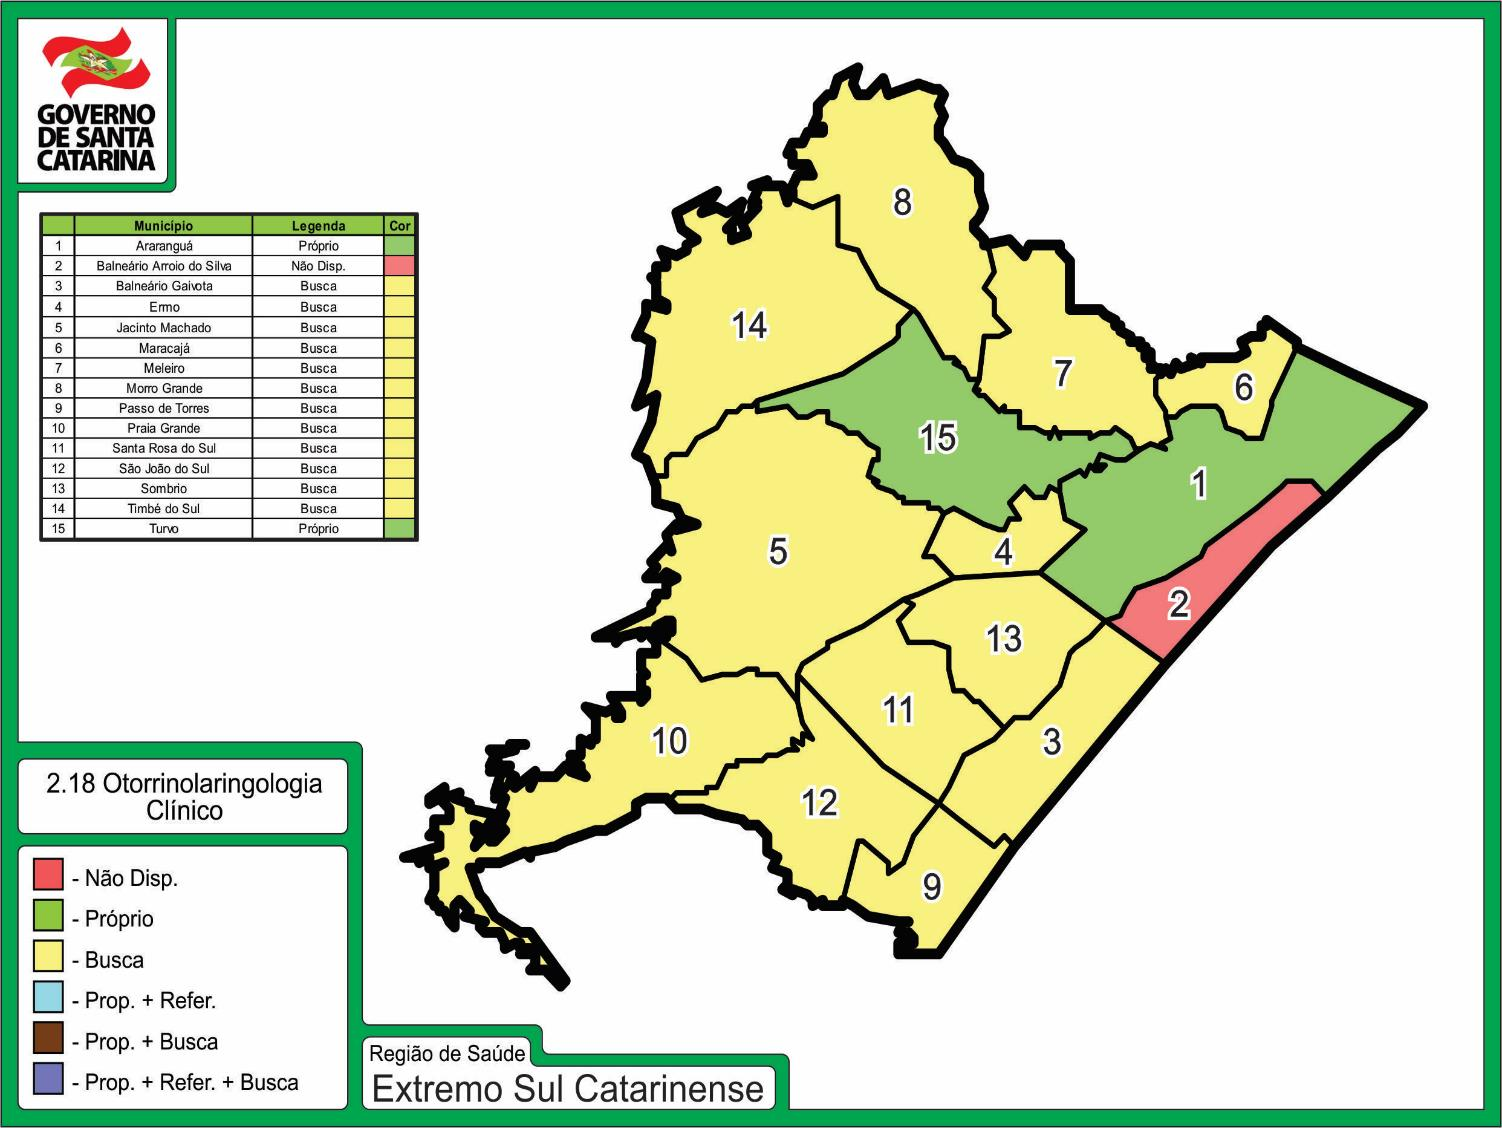 GOVERNO
DE SANTA
CATARINA
Município Legenda Cor
1 Araranguá Próprio
2 Balneário Arroio do Silva Não Disp.
3 Balneário Gaivota Busca
4 Ermo Busca
5 Jacinto Machado Busca
6 Maracajá Busca
7 Meleiro Busca
8 Morro Grande Busca
9 Passo de Torres Busca
10 Praia Grande Busca
11 Santa Rosa do Sul Busca
12 São João do Sul Busca
13 Sombrio Busca
14 Timbé do Sul Busca
15 Turvo Próprio
8
14
7
6
15
1
5
4
2
13
11
10
3
12
9
2.18 Otorrinolaringologia
Clínico
- Não Disp.
- Próprio
- Busca
- Prop. + Refer.
- Prop. + Busca
- Prop. + Refer. + Busca
Região de Saúde
Extremo Sul Catarinense